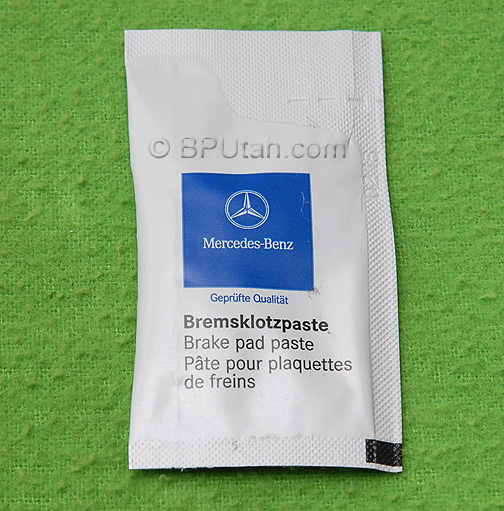 © BPUtah.com
Mercedes-Benz
Geprüfte Qualität
Bremsklotzpaste
Brake pad paste
Pâte pour plaquettes
de freins